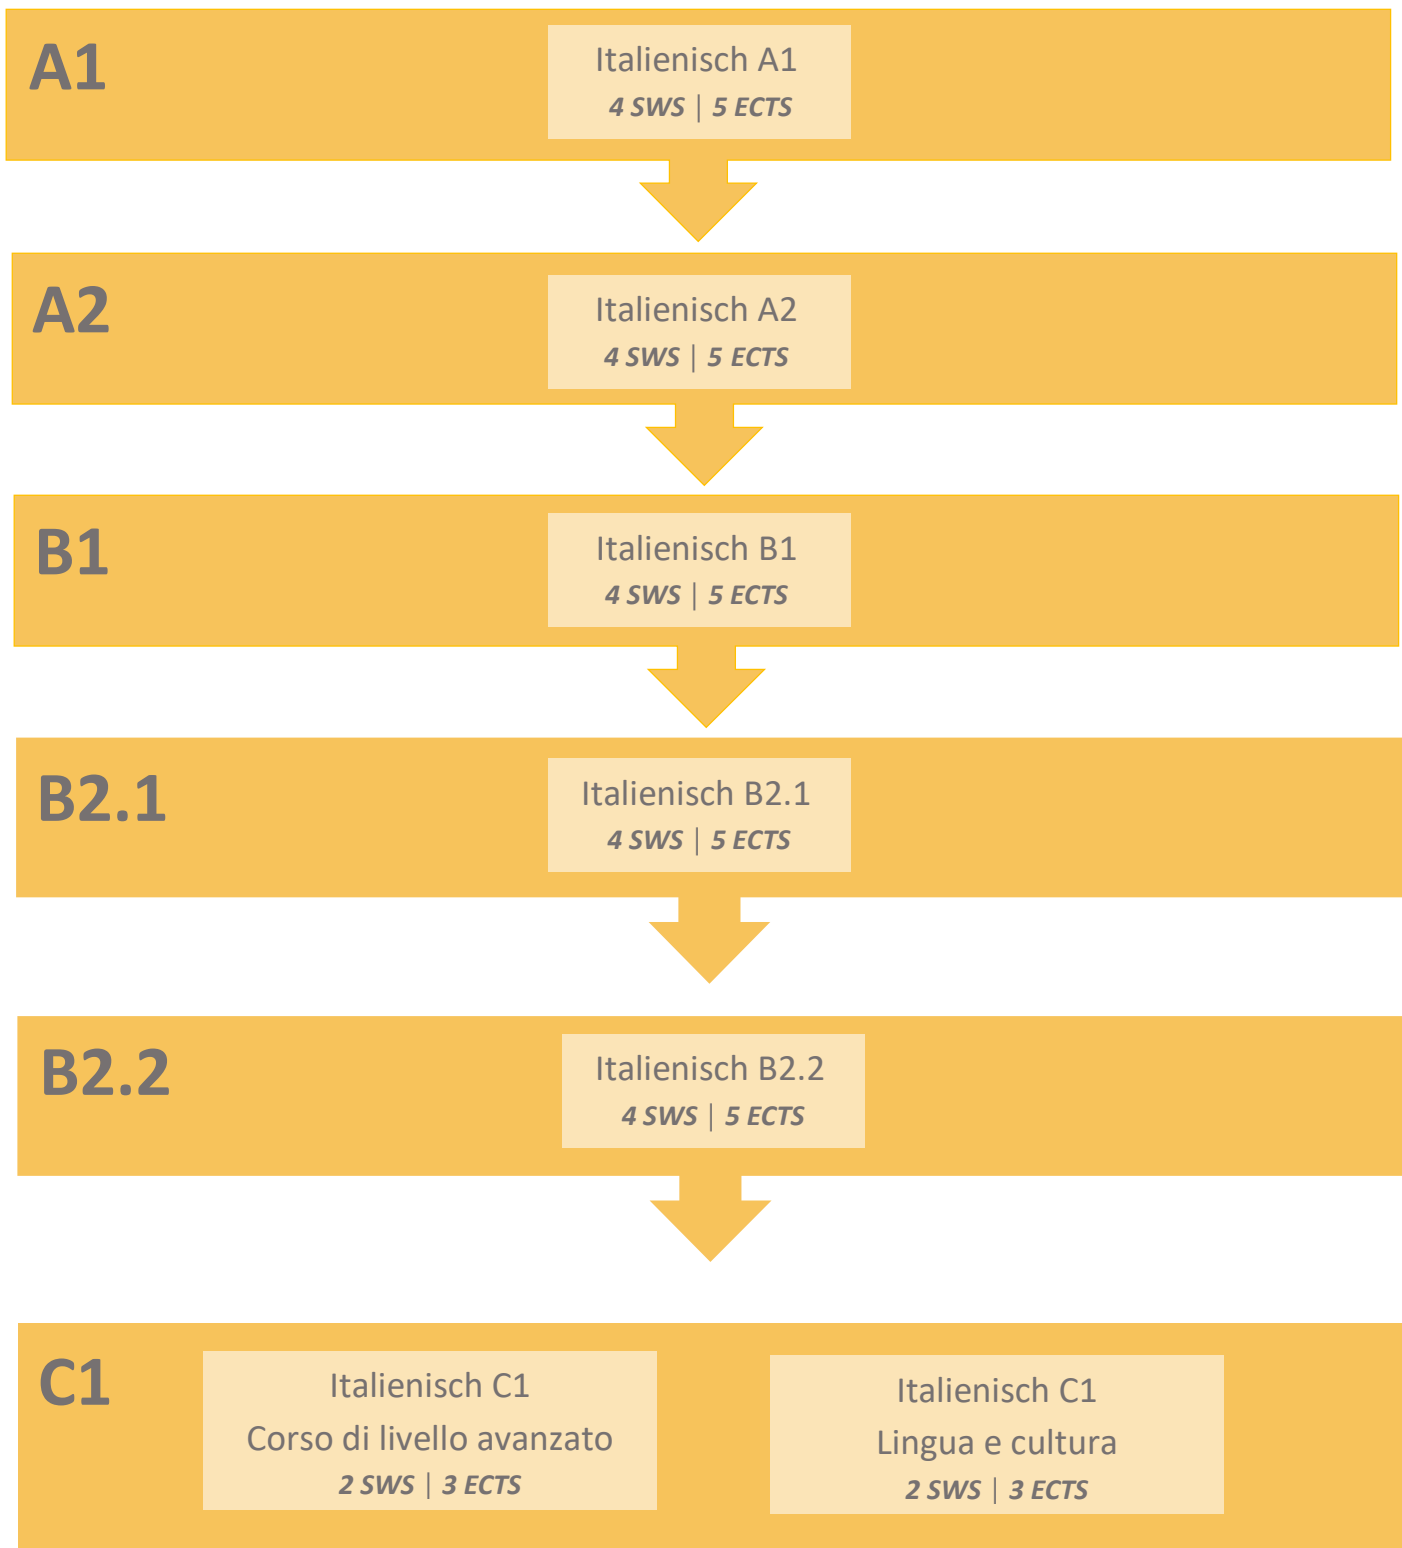 A1
Italienisch A1
4 SWS | 5 ECTS
A2
Italienisch A2
4 SWS | 5 ECTS
B1
Italienisch B1
4 SWS | 5 ECTS
B2.1
Italienisch B2.1
4 SWS | 5 ECTS
B2.2
Italienisch B2.2
4 SWS | 5 ECTS
C1
Italienisch C1
Corso di livello avanzato
2 SWS | 3 ECTS
Italienisch C1
Lingua e cultura
2 SWS | 3 ECTS